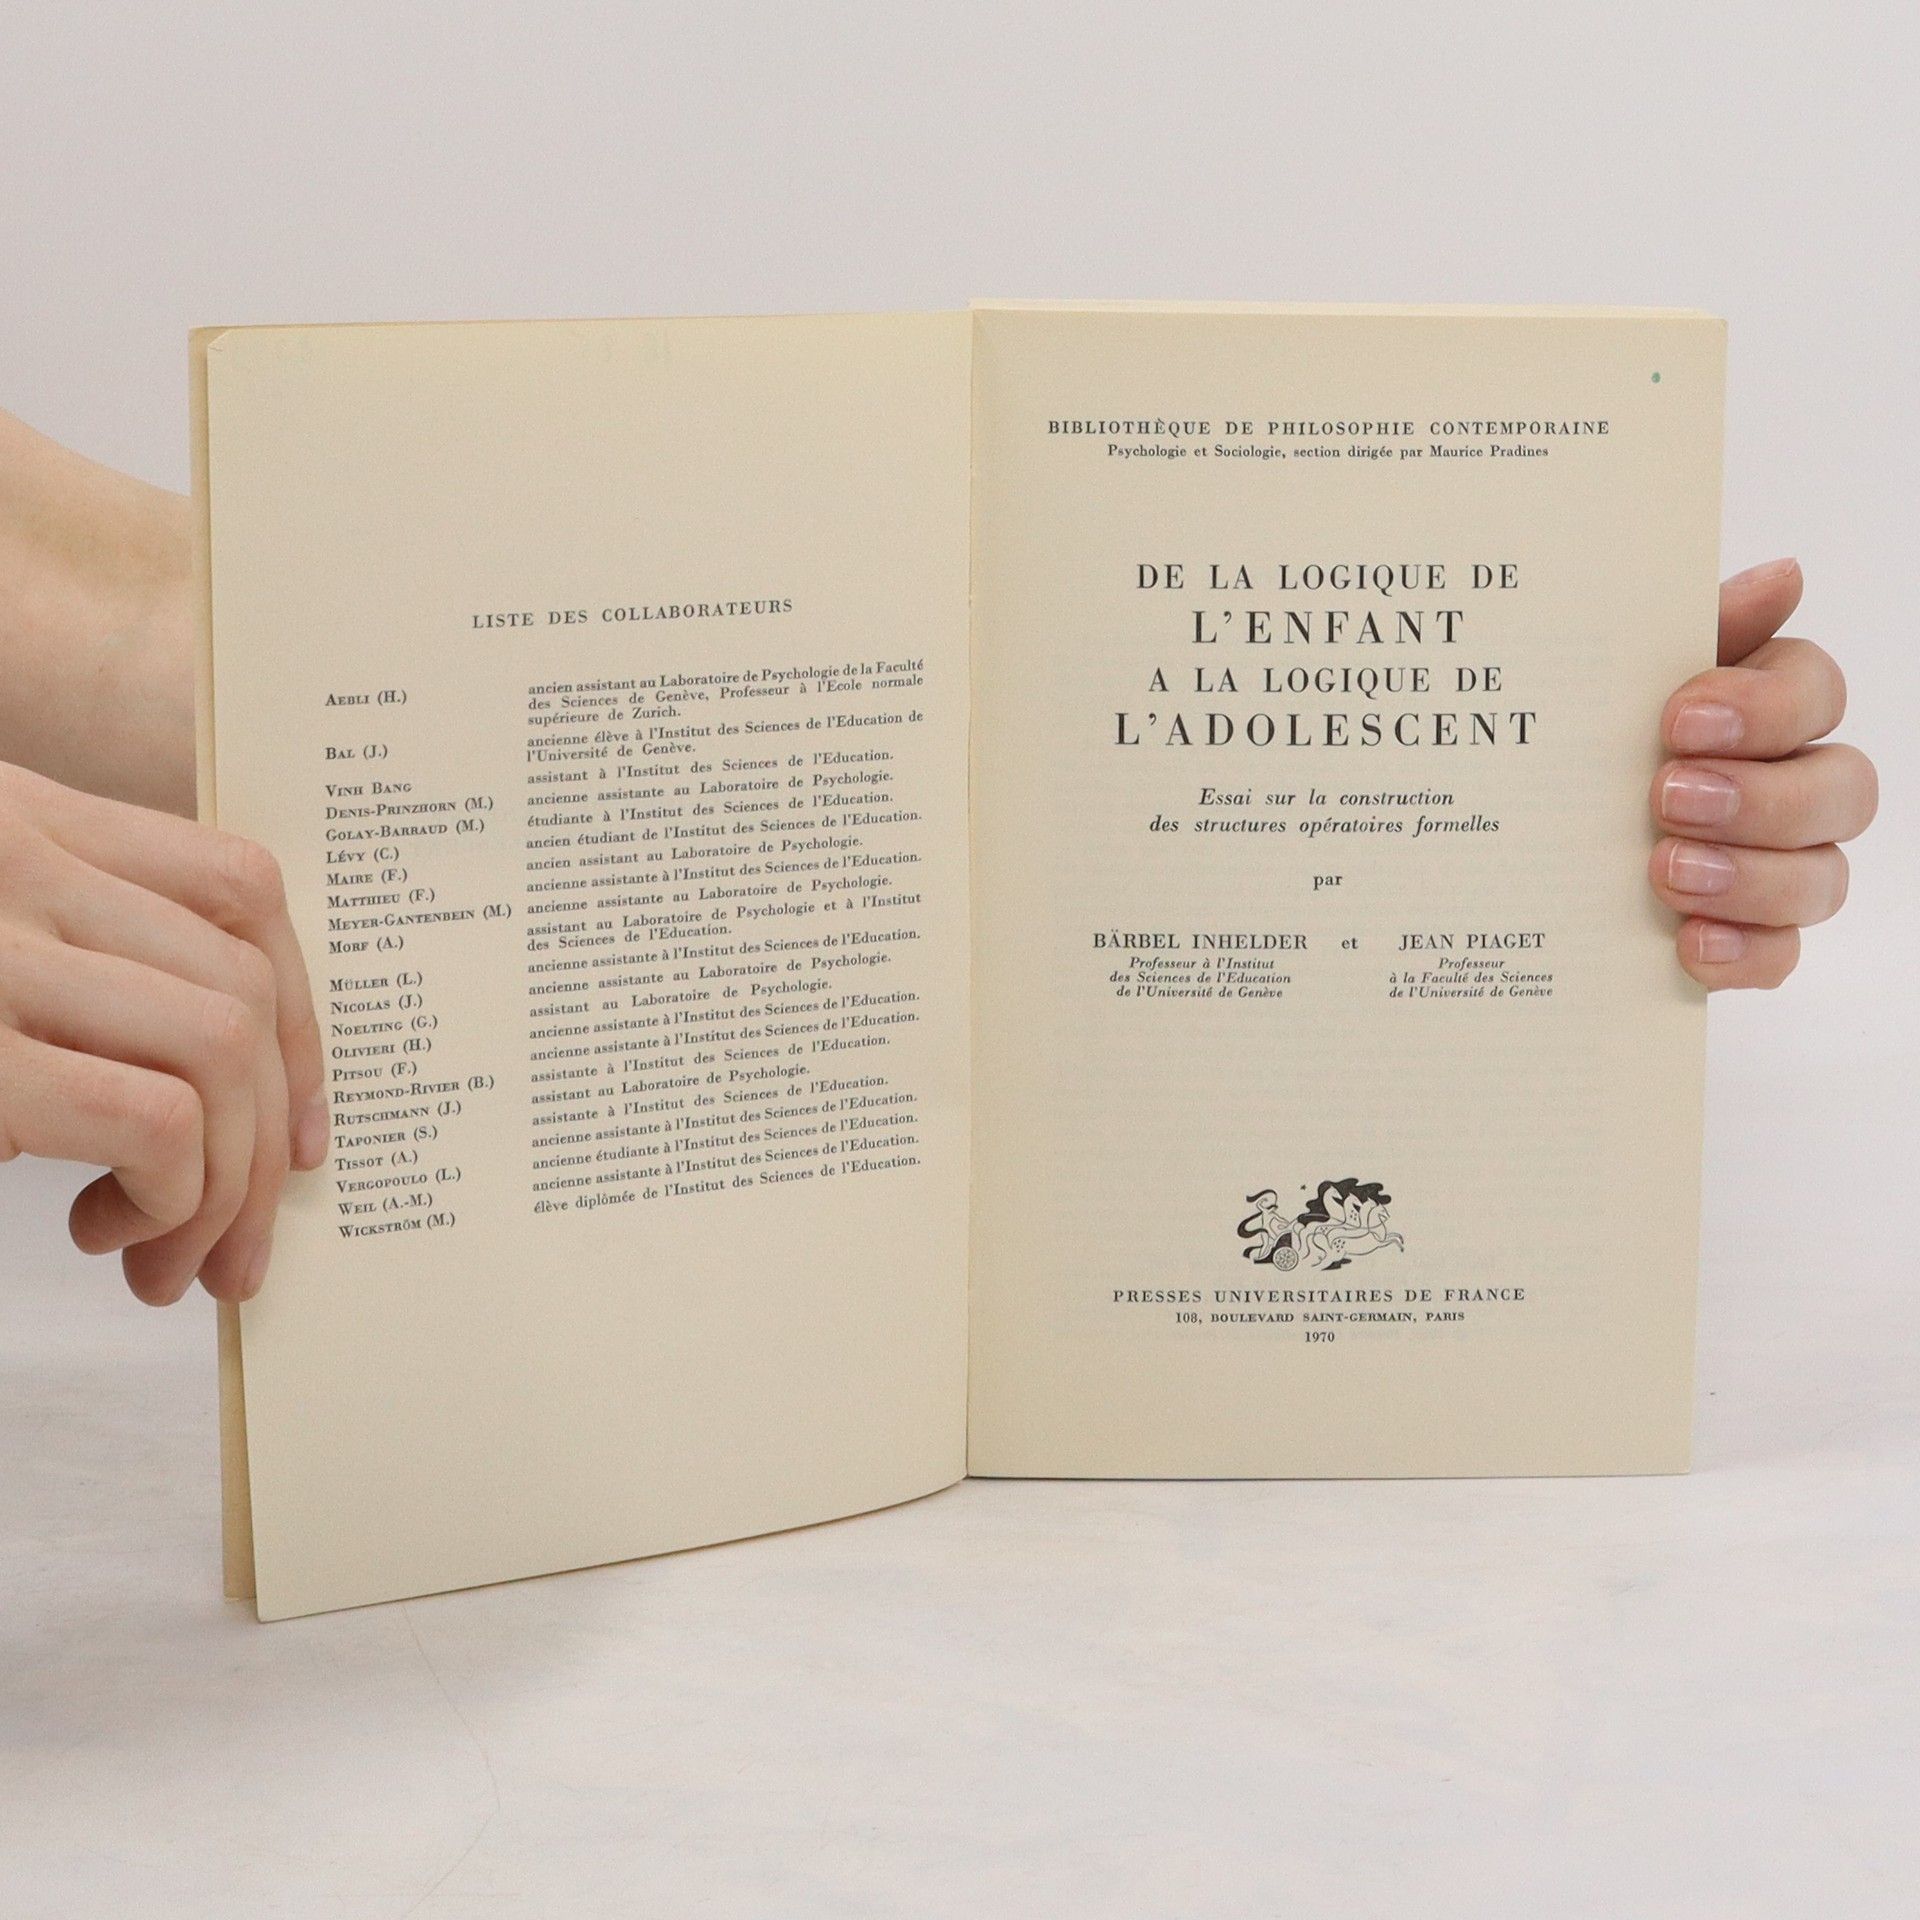 LISTE DES COLLABORATEURS
AEBLI (H.) ancien assistant au Laboratoire de Psychologie de la Faculté
des Sciences de Genève, Professeur à l'Ecole normale
supérieure de Zurich.
BAL (J.) ancienne élève à l'Institut des Sciences de l'Education de
l'Université de Genève.
VINH BANG assistant à l'Institut des Sciences de l'Education.
DENIS-PRINZHORN (M.) ancienne assistante au Laboratoire de Psychologie.
GOLAY-BARRAUD (M.) étudiante à l'Institut des Sciences de l'Education.
LÉVY (C.) ancien étudiant de l'Institut des Sciences de l'Education.
MAIRE (F.) ancien assistant au Laboratoire de Psychologie.
MATTHIEU (F.) ancienne assistante à l'Institut des Sciences de l'Education.
MEYER-GANTENBEIN (M.) ancienne assistante au Laboratoire de Psychologie.
MORF (A.) assistant au Laboratoire de Psychologie et à l'Institut
des Sciences de l'Education.
MÜLLER (L.) ancienne assistante à l'Institut des Sciences de l'Education.
NICOLAS (J.) ancienne assistante au Laboratoire de Psychologie.
NOELTING (G.) assistant au Laboratoire de Psychologie.
OLIVIERI (H.) ancienne assistante à l'Institut des Sciences de l'Education.
PITSOU (F.) ancienne assistante à l'Institut des Sciences de l'Education.
REYMOND-RIVIER (B.) assistante à l'Institut des Sciences de l'Education.
RUTSCHMANN (J.) assistant au Laboratoire de Psychologie.
TAPONIER (S.) assistante à l'Institut des Sciences de l'Education.
TISSOT (A.) ancienne assistante à l'Institut des Sciences de l'Education.
VERGOPOULO (L.) ancienne étudiante à l'Institut des Sciences de l'Education.
WEIL (A.-M.) ancienne assistante à l'Institut des Sciences de l'Education.
WICKSTRÖM (M.) élève diplômée de l'Institut des Sciences de l'Education.
BIBLIOTHÈQUE DE PHILOSOPHIE CONTEMPORAINE
Psychologie et Sociologie, section dirigée par Maurice Pradines
DE LA LOGIQUE DE
L'ENFANT
A LA LOGIQUE DE
L'ADOLESCENT
Essai sur la construction
des structures opératoires formelles
par
BÄRBEL INHELDER et JEAN PIAGET
Professeur à l'Institut Professeur
des Sciences de l'Education à la Faculté des Sciences
de l'Université de Genève de l'Université de Genève
PRESSES UNIVERSITAIRES DE FRANCE
108, BOULEVARD SAINT-GERMAIN, PARIS
1970